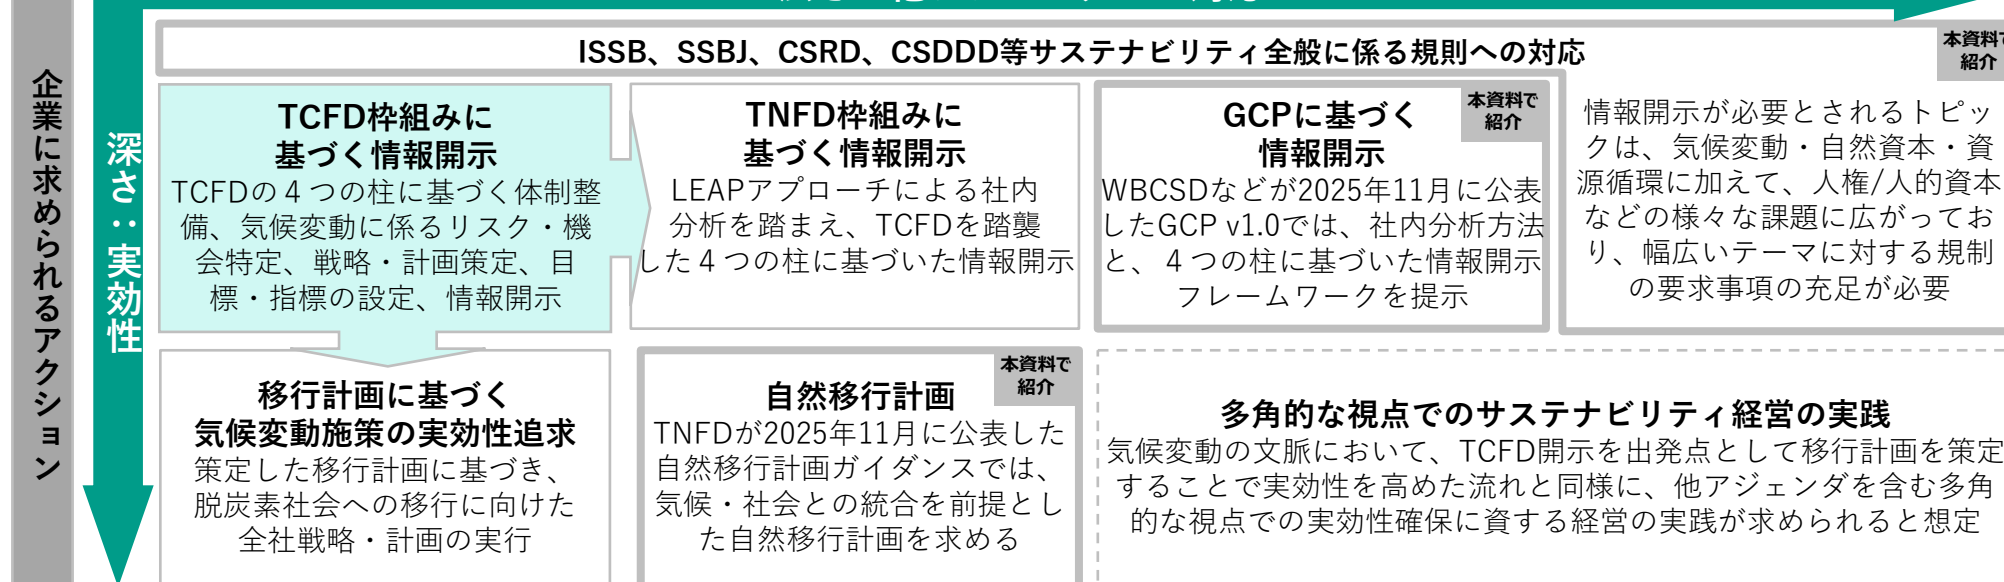 ISSB、SSBJ、CSRD、CSDDD等サステナビリティ全般に係る規則への対応
本資料で
紹介
企業に求められるアクション
深さ：実効性
TCFD枠組みに
基づく情報開示
TCFDの４つの柱に基づく体制整
備、気候変動に係るリスク・機
会特定、戦略・計画策定、目
標・指標の設定、情報開示
TNFD枠組みに
基づく情報開示
LEAPアプローチによる社内
分析を踏まえ、TCFDを踏襲
した４つの柱に基づいた情報開示
GCPに基づく
情報開示
本資料で
紹介
WBCSDなどが2025年11月に公表
したGCP v1.0では、社内分析方法
と、４つの柱に基づいた情報開示
フレームワークを提示
情報開示が必要とされるトピッ
クは、気候変動・自然資本・資
源循環に加えて、人権/人的資本
などの様々な課題に広がってお
り、幅広いテーマに対する規制
の要求事項の充足が必要
移行計画に基づく
気候変動施策の実効性追求
策定した移行計画に基づき、
脱炭素社会への移行に向けた
全社戦略・計画の実行
自然移行計画
本資料で
紹介
TNFDが2025年11月に公表した
自然移行計画ガイダンスでは、
気候・社会との統合を前提とし
た自然移行計画を求める
多角的な視点でのサステナビリティ経営の実践
気候変動の文脈において、TCFD開示を出発点として移行計画を策定
することで実効性を高めた流れと同様に、他アジェンダを含む多角
的な視点での実効性確保に資する経営の実践が求められると想定